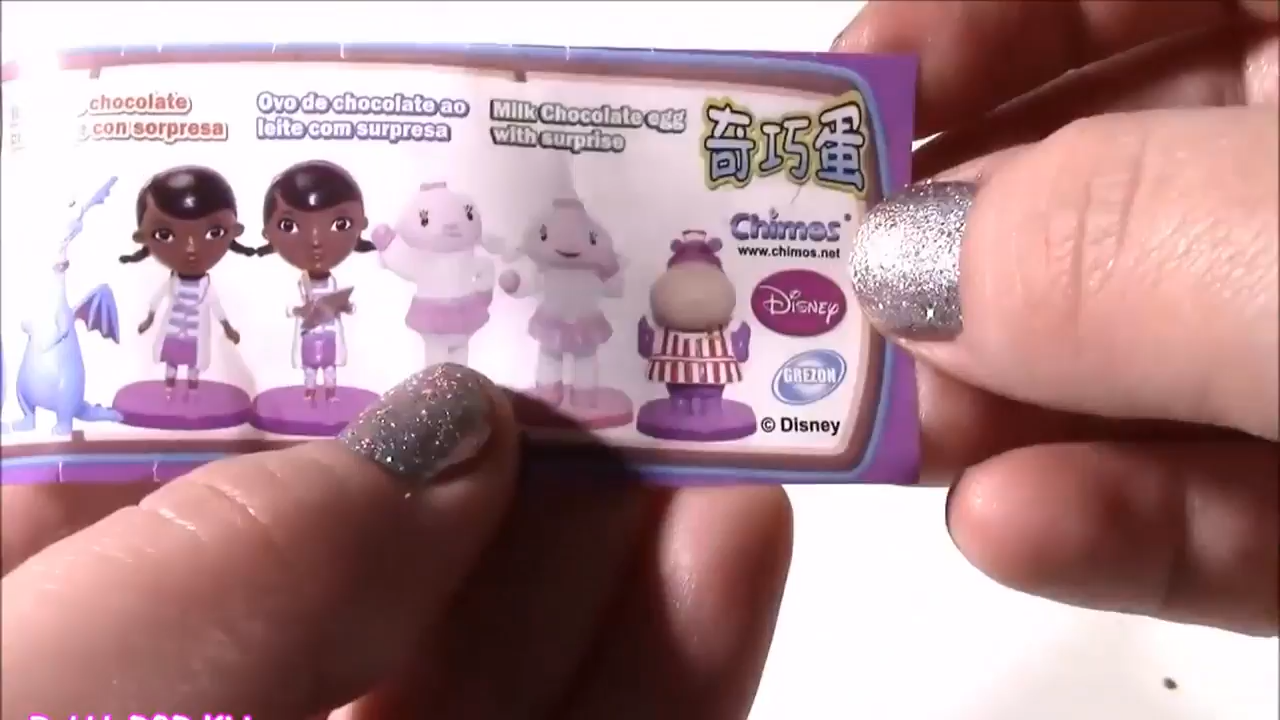 chocolate
con sorpresa
Ovo de chocolate ao
leite com surpresa
Milk Chocolate egg
with surprise
奇巧蛋
Chimos
www.chimos.net
Disney
GREZON
© Disney